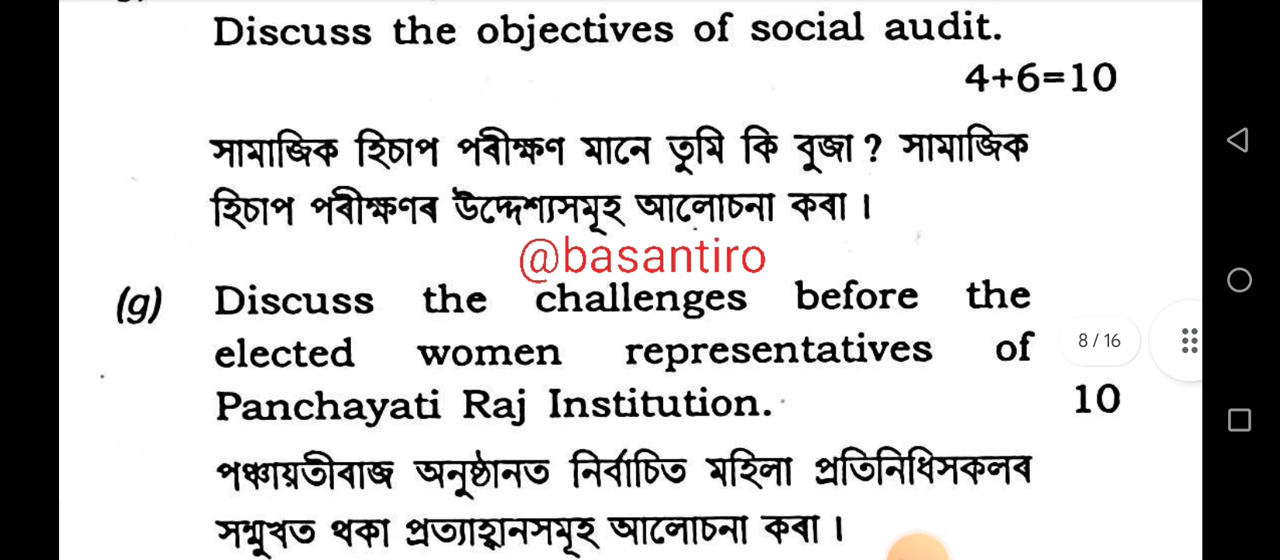 Discuss the objectives of social audit.
4+6=10
সামাজিক হিচাপ পৰীক্ষণ মানে তুমি কি বুজা ? সামাজিক
হিচাপ পৰীক্ষণৰ উদ্দেশ্যসমূহ আলোচনা কৰা ।
@basantiro
(g) Discuss the challenges before the
elected women representatives of
Panchayati Raj Institution. 10
8 / 16
পঞ্চায়তীৰাজ অনুষ্ঠানত নিৰ্বাচিত মহিলা প্ৰতিনিধিসকলৰ
সন্মুখত থকা প্ৰত্যাহ্বানসমূহ আলোচনা কৰা ।